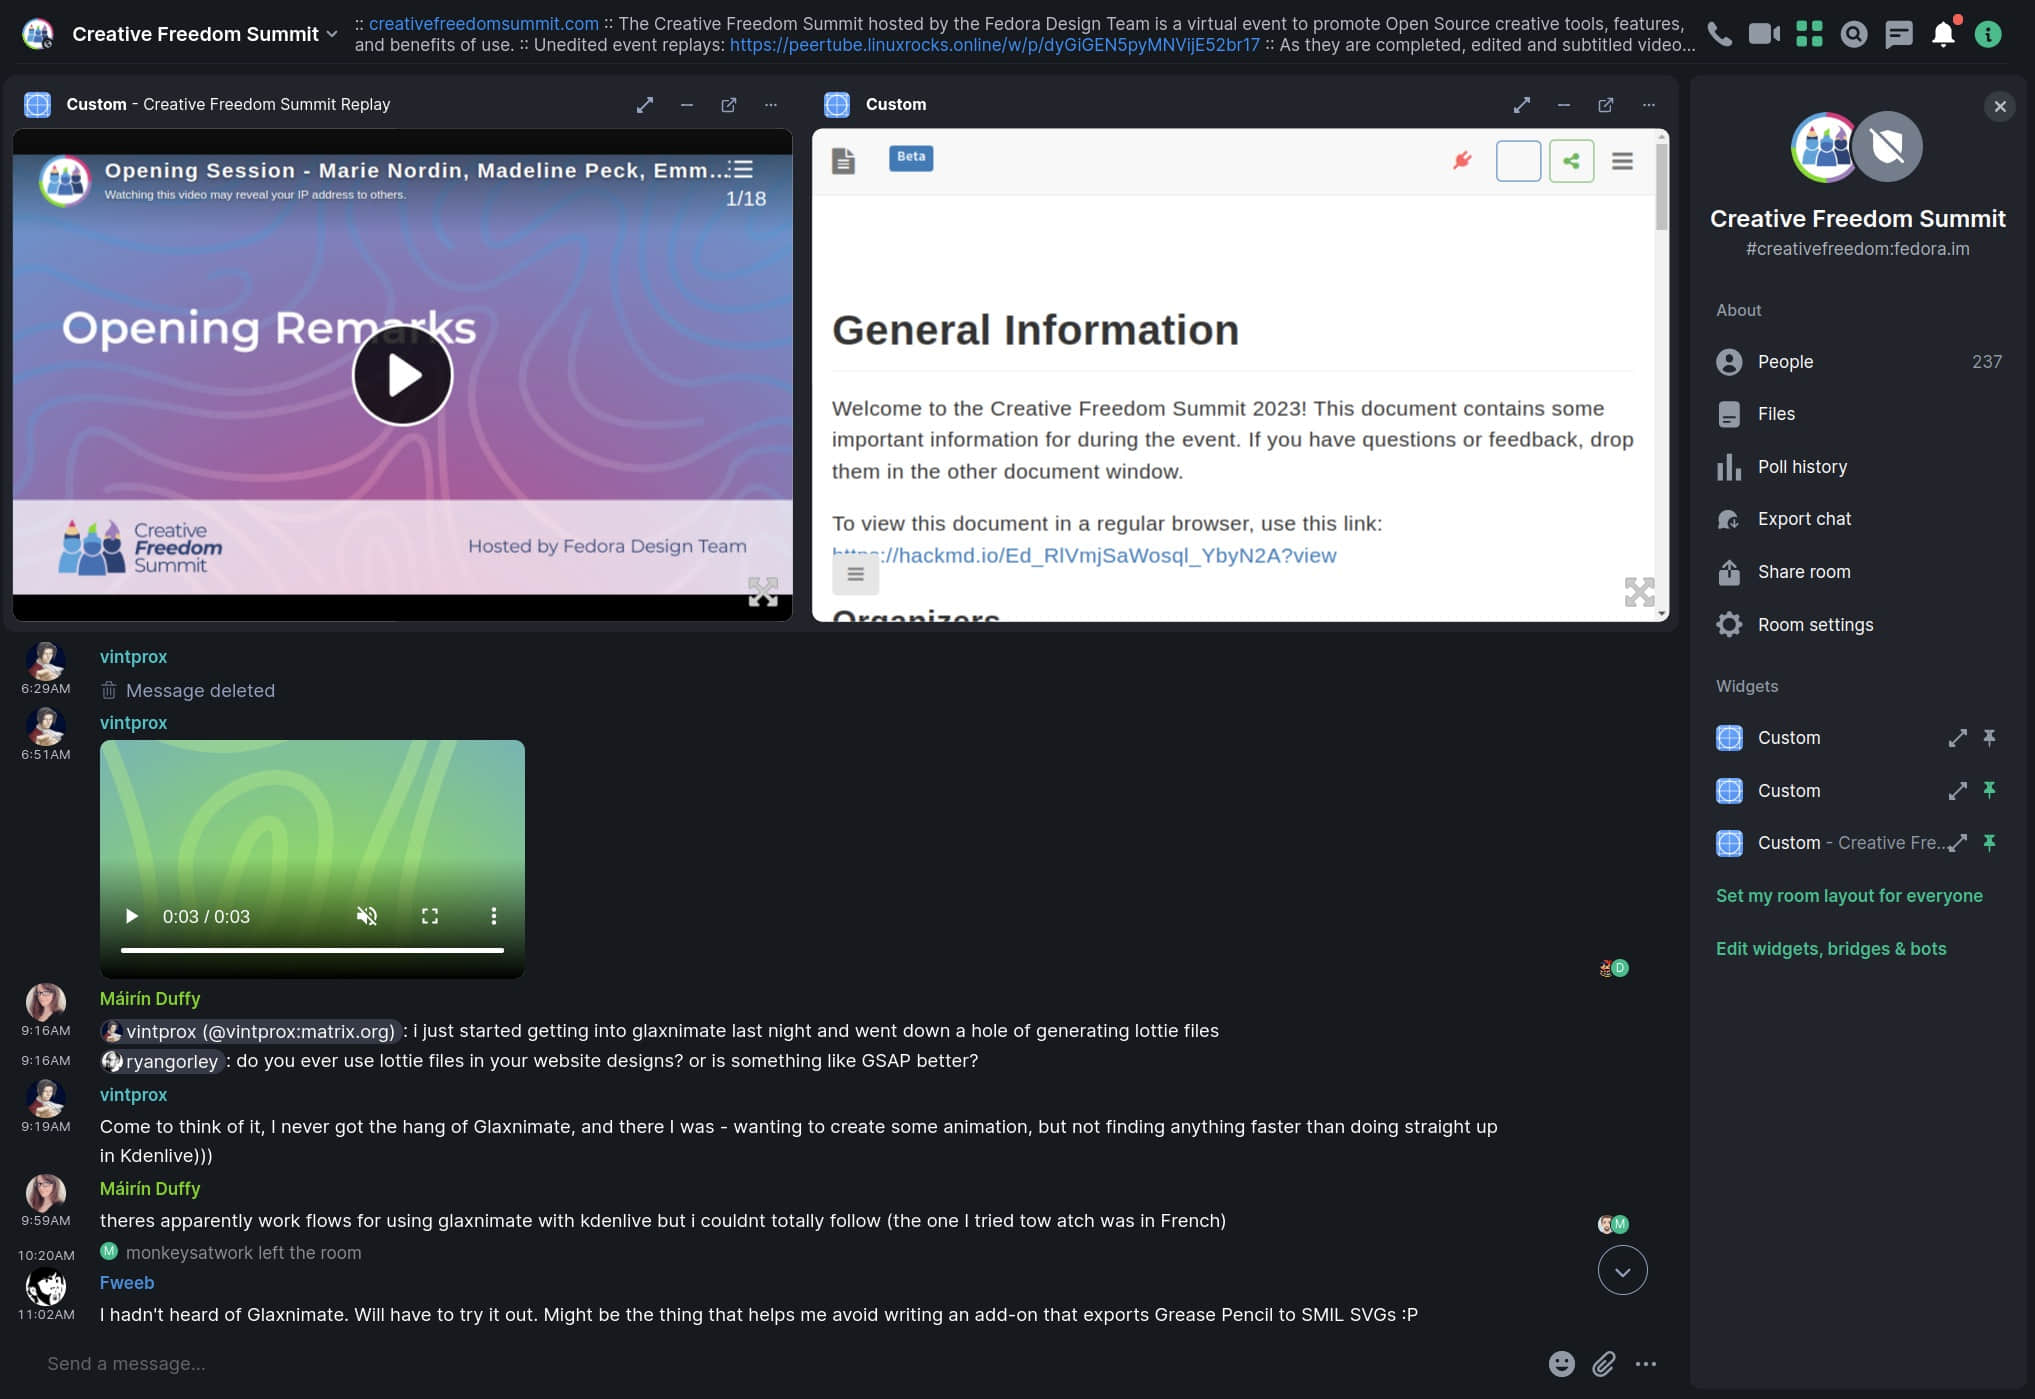 Creative Freedom Summit
:: creativefreedomsummit.com :: The Creative Freedom Summit hosted by the Fedora Design Team is a virtual event to promote Open Source creative tools, features,
and benefits of use. :: Unedited event replays: https://peertube.linuxrocks.online/w/p/dyGiGEN5pyMNVijE52br17 :: As they are completed, edited and subtitled video...
Custom - Creative Freedom Summit Replay
Opening Session - Marie Nordin, Madeline Peck, Emm...
Watching this video may reveal your IP address to others.
1/18
Opening Remarks
Creative
Freedom
Summit
Hosted by Fedora Design Team
Custom
Beta
General Information
Welcome to the Creative Freedom Summit 2023! This document contains some
important information for during the event. If you have questions or feedback, drop
them in the other document window.
To view this document in a regular browser, use this link:
https://hackmd.io/Ed_RlVmjSaWosql_YbyN2A?view
Organizers
vintprox
6:29AM
Message deleted
vintprox
6:51AM
0:03 / 0:03
D
Máirín Duffy
9:16AM
vintprox (@vintprox:matrix.org) : i just started getting into glaxnimate last night and went down a hole of generating lottie files
9:16AM
ryangorley : do you ever use lottie files in your website designs? or is something like GSAP better?
vintprox
9:19AM
Come to think of it, I never got the hang of Glaxnimate, and there I was - wanting to create some animation, but not finding anything faster than doing straight up
in Kdenlive)))
Máirín Duffy
9:59AM
theres apparently work flows for using glaxnimate with kdenlive but i couldnt totally follow (the one I tried tow atch was in French)
M
10:20AM
M monkeysatwork left the room
Fweeb
11:02AM
I hadn't heard of Glaxnimate. Will have to try it out. Might be the thing that helps me avoid writing an add-on that exports Grease Pencil to SMIL SVGs :P
Send a message...
Creative Freedom Summit
#creativefreedom:fedora.im
About
People 237
Files
Poll history
Export chat
Share room
Room settings
Widgets
Custom
Custom
Custom - Creative Fre...
Set my room layout for everyone
Edit widgets, bridges & bots